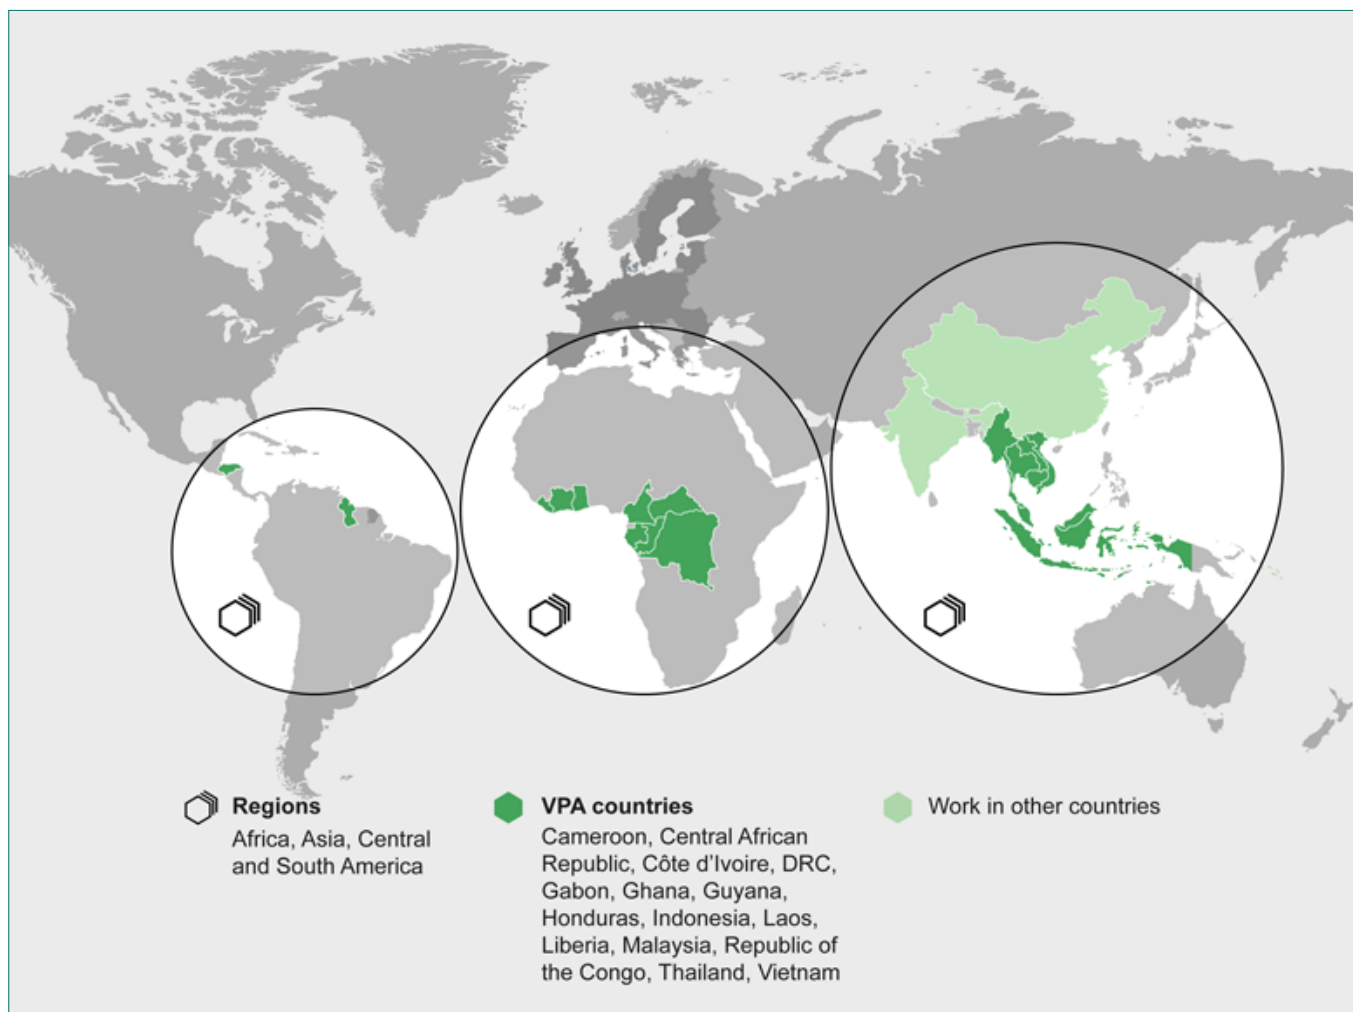 Regions
Africa, Asia, Central
and South America
VPA countries
Cameroon, Central African
Republic, Côte d’Ivoire, DRC,
Gabon, Ghana, Guyana,
Honduras, Indonesia, Laos,
Liberia, Malaysia, Republic of
the Congo, Thailand, Vietnam
Work in other countries